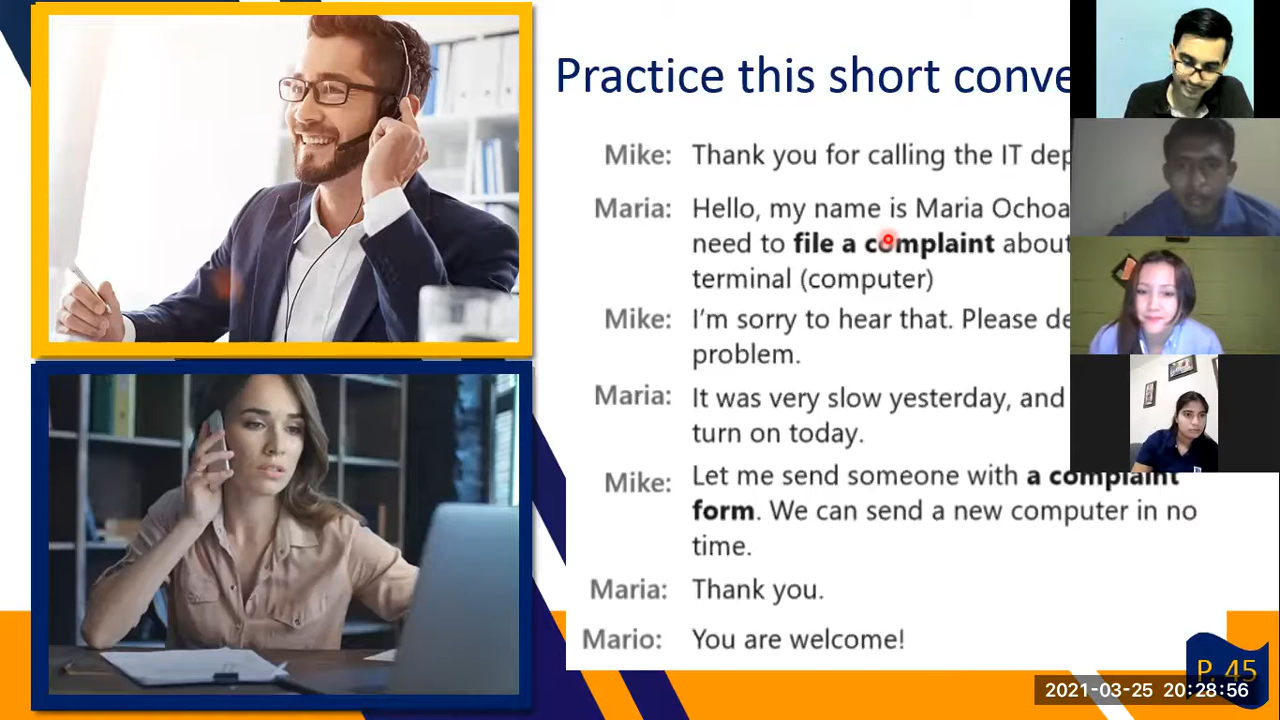 Practice this short conve
Mike: Thank you for calling the IT dep
Maria: Hello, my name is Maria Ochoa
need to file a complaint about
terminal (computer)
Mike: I'm sorry to hear that. Please de
problem.
Maria: It was very slow yesterday, and
turn on today.
Mike: Let me send someone with a complaint
form. We can send a new computer in no
time.
Maria: Thank you.
Mario: You are welcome!
P. 45
2021-03-25 20:28:56